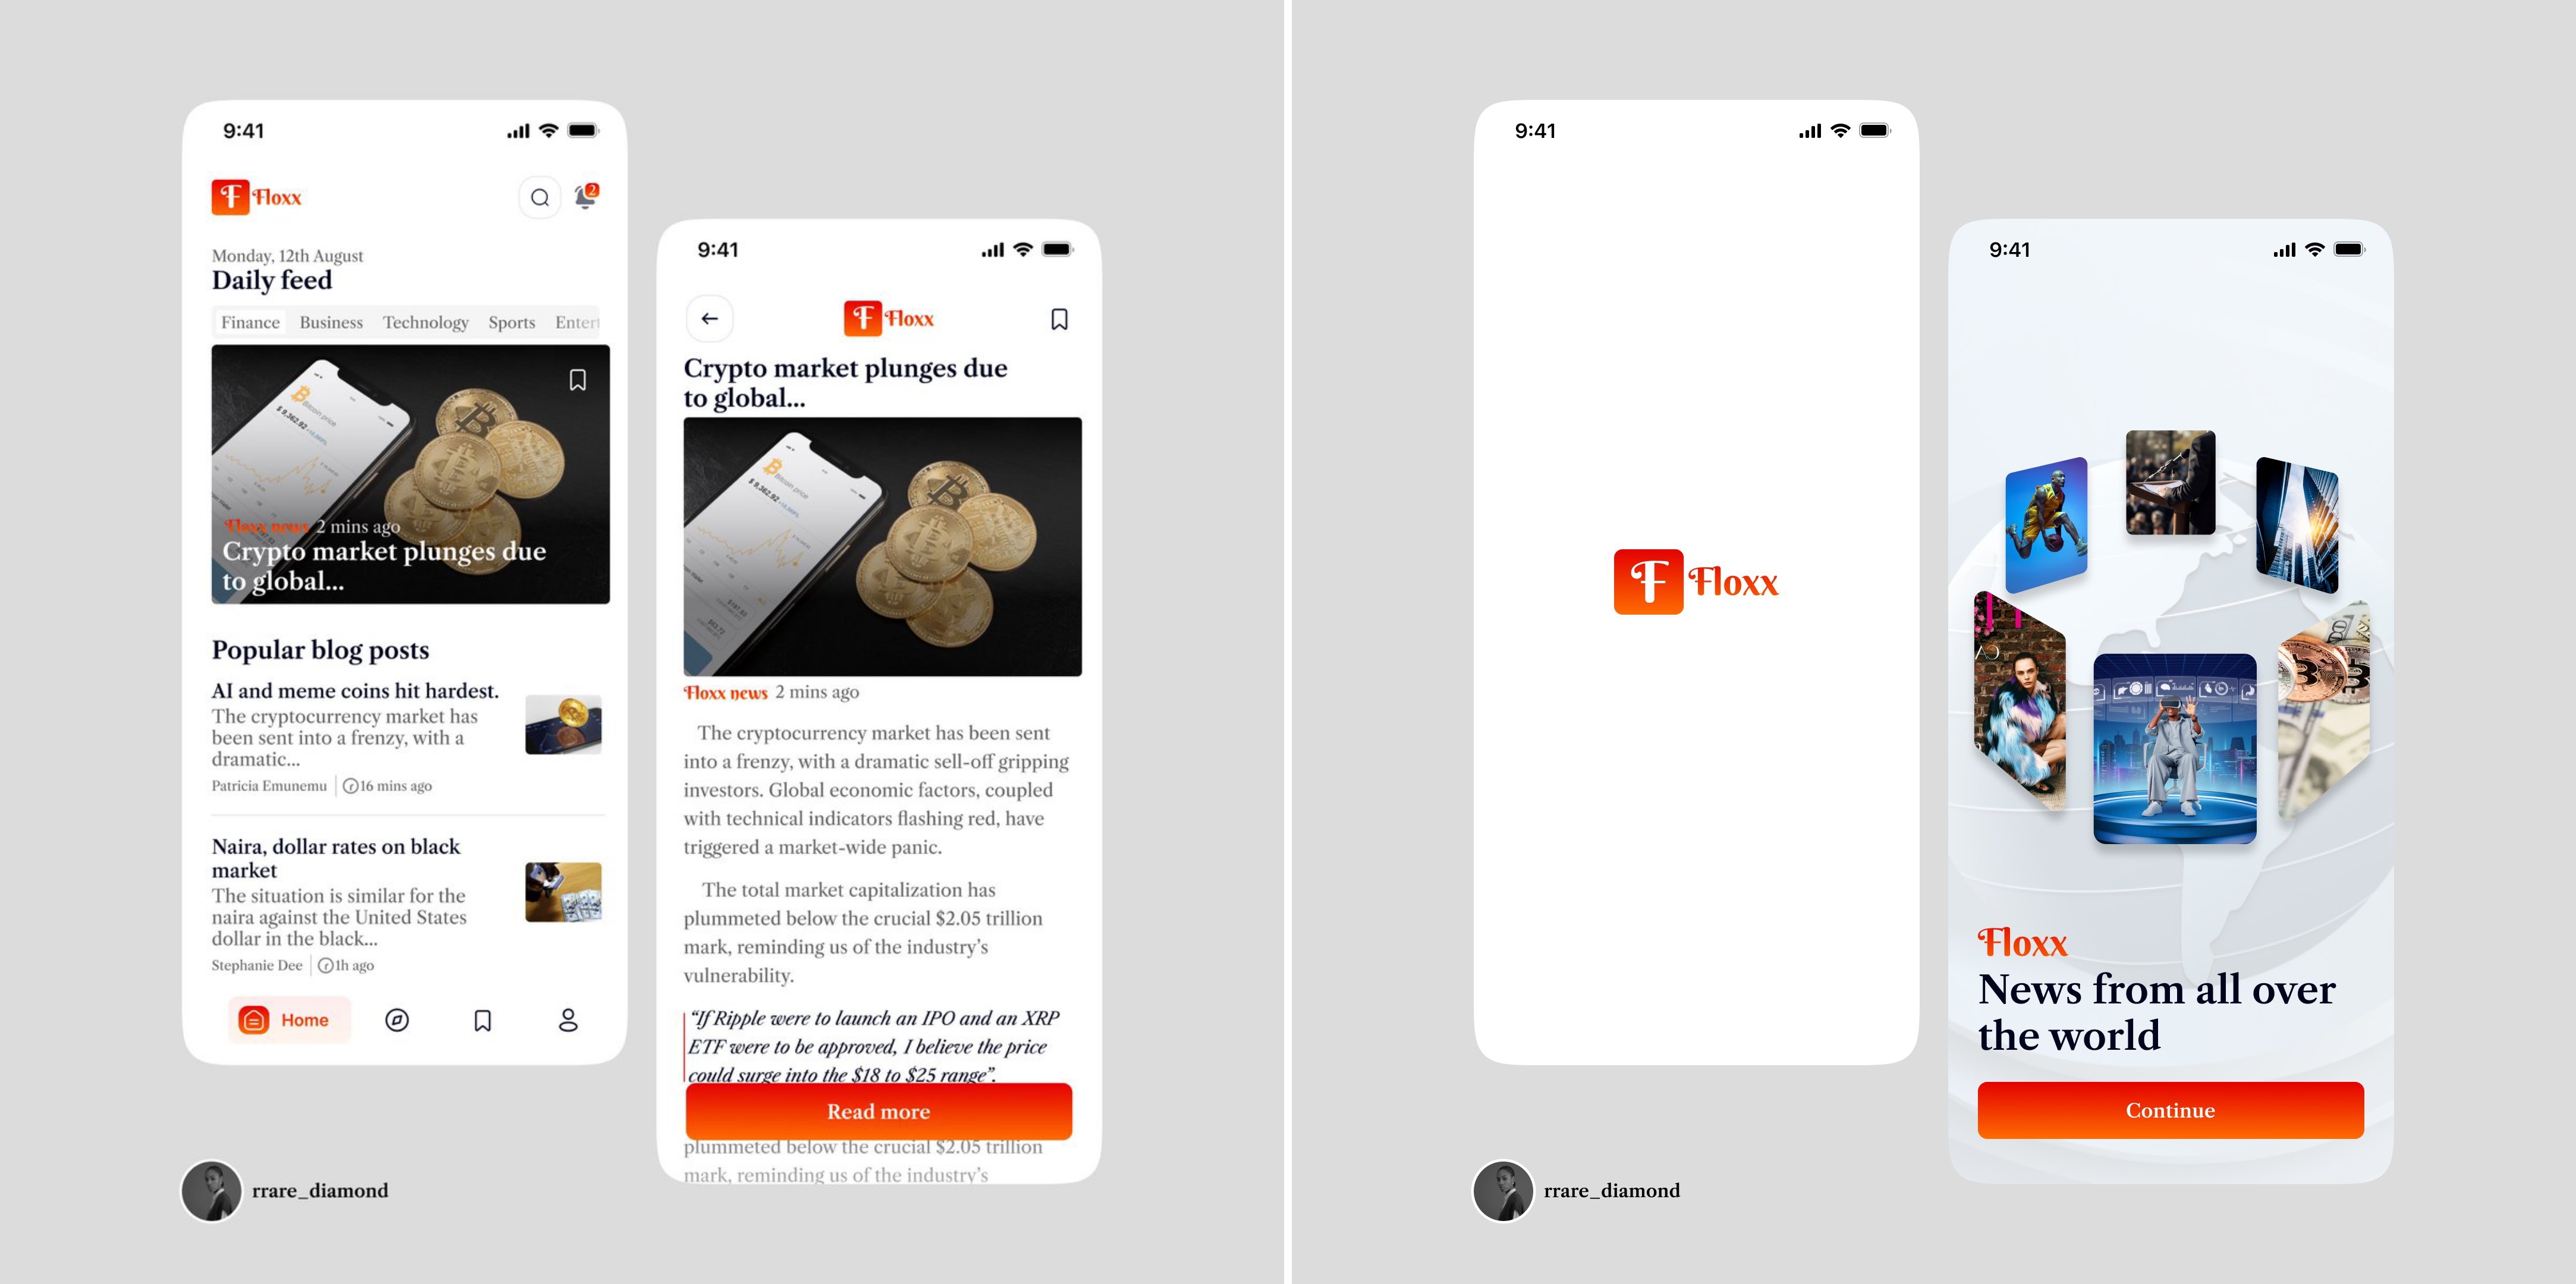 9:41
F Floxx
2
Monday, 12th August
Daily feed
Finance Business Technology Sports Entert
Bitcoin price
$ 9,362.92
Floxx news 2 mins ago
Crypto market plunges due
to global...
Popular blog posts
AI and meme coins hit hardest.
The cryptocurrency market has
been sent into a frenzy, with a
dramatic...
Patricia Emunemu 16 mins ago
Naira, dollar rates on black
market
The situation is similar for the
naira against the United States
dollar in the black...
Stephanie Dee 1h ago
Home
rrare_diamond
9:41
F Floxx
Crypto market plunges due
to global...
Bitcoin price
$ 9,362.92
Floxx news 2 mins ago
The cryptocurrency market has been sent
into a frenzy, with a dramatic sell-off gripping
investors. Global economic factors, coupled
with technical indicators flashing red, have
triggered a market-wide panic.
The total market capitalization has
plummeted below the crucial $2.05 trillion
mark, reminding us of the industry’s
vulnerability.
“If Ripple were to launch an IPO and an XRP
ETF were to be approved, I believe the price
could surge into the $18 to $25 range”.
Read more
plummeted below the crucial $2.05 trillion
mark, reminding us of the industry’s
9:41
F Floxx
rrare_diamond
9:41
Floxx
News from all over
the world
Continue